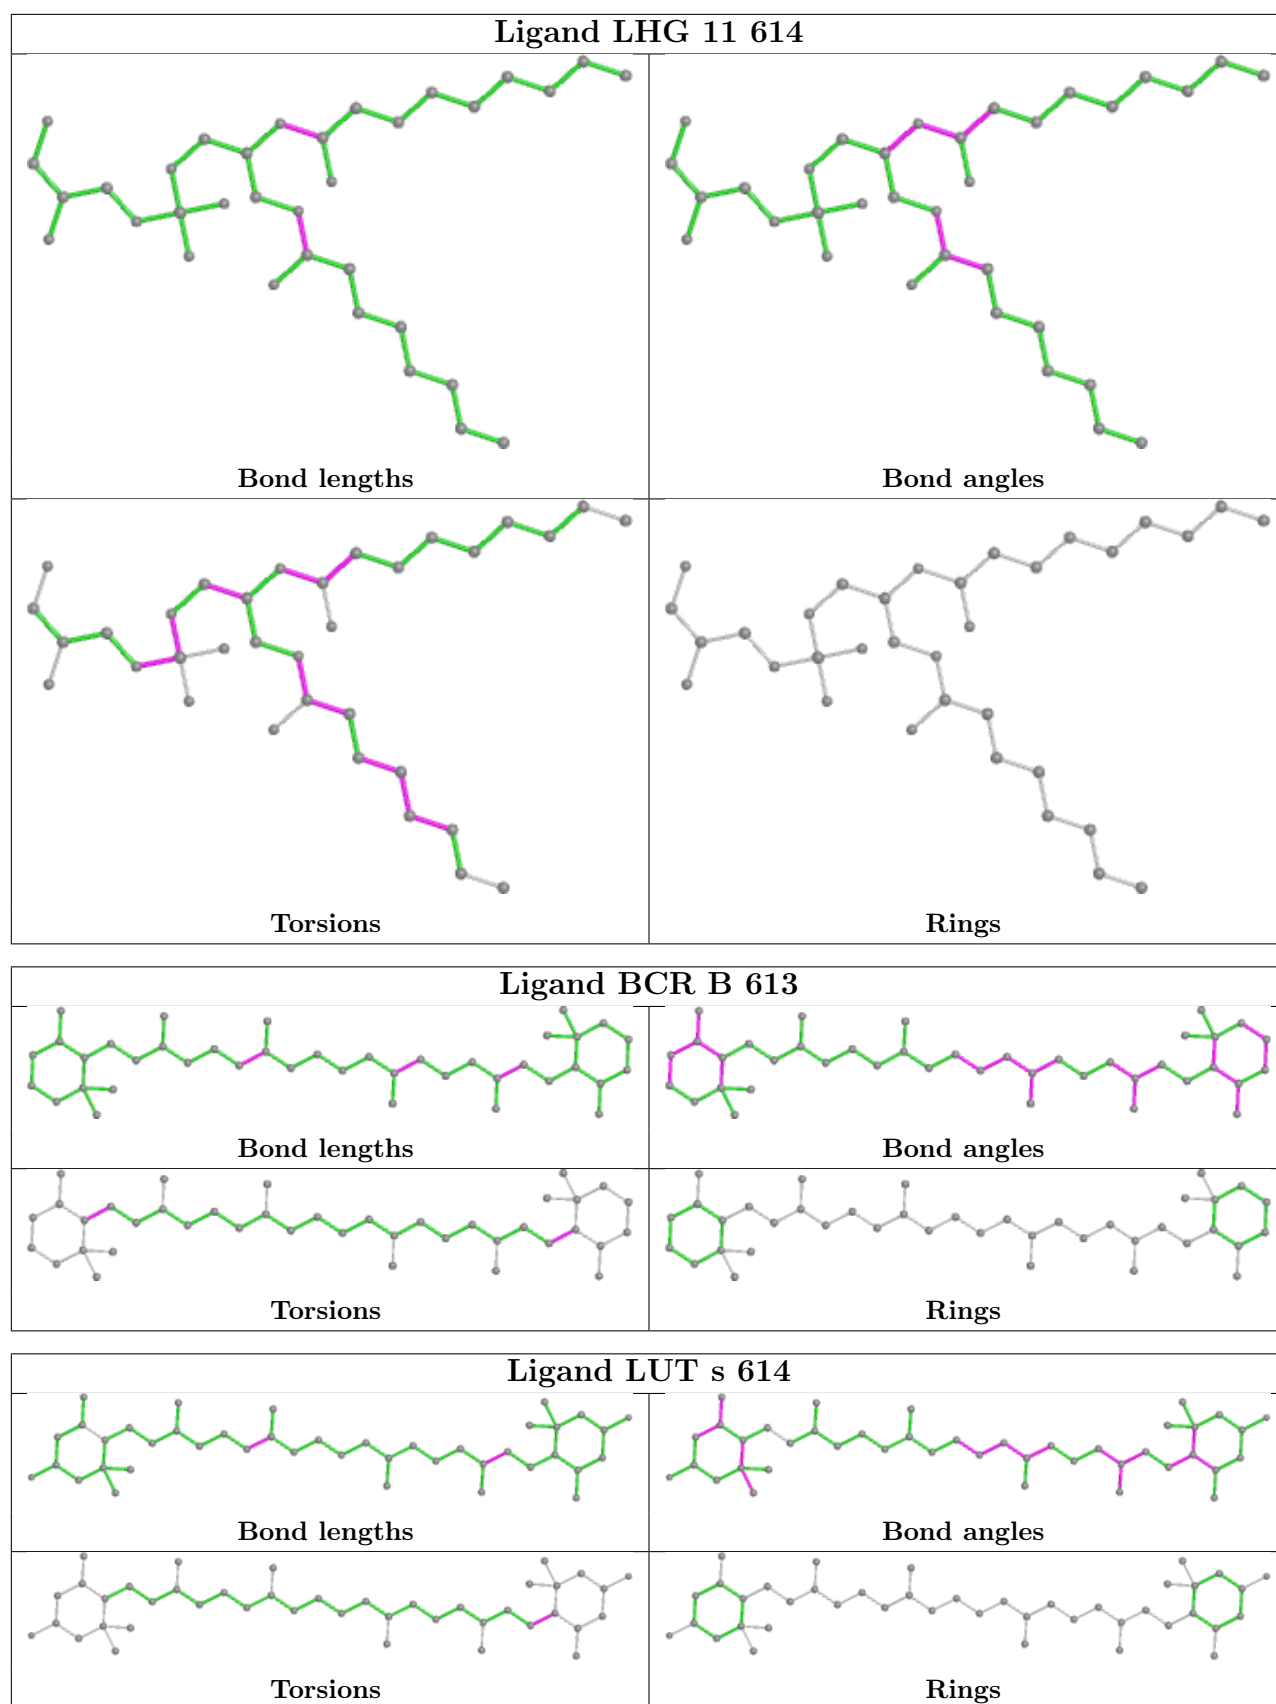 Ligand LHG 11 614
Bond lengths
Bond angles
Torsions
Rings
Ligand BCR B 613
Bond lengths
Bond angles
Torsions
Rings
Ligand LUT s 614
Bond lengths
Bond angles
Torsions
Rings